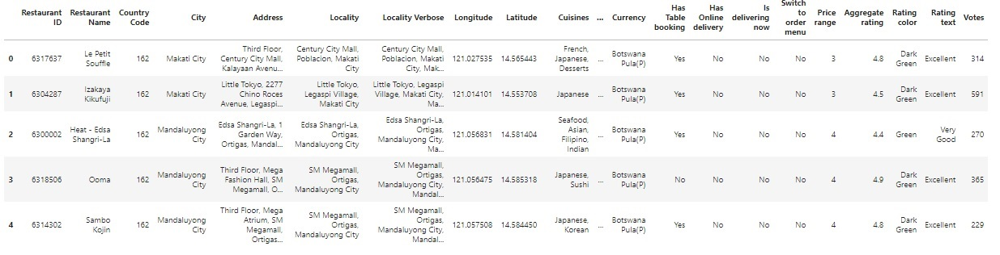 Restaurant ID Restaurant Name Country Code City Address Locality Locality Verbose Longitude Latitude Cuisines ... Currency Has Table booking Has Online delivery Is delivering now Switch to order menu Price range Aggregate rating Rating color Rating text Votes
0 6317637 Le Petit Souffle 162 Makati City Third Floor, Century City Mall, Kalayaan Avenu... Century City Mall, Poblacion, Makati City Century City Mall, Poblacion, Makati City, Mak... 121.027535 14.565443 French, Japanese, Desserts ... Botswana Pula(P) Yes No No No 3 4.8 Dark Green Excellent 314
1 6304287 Izakaya Kikufuji 162 Makati City Little Tokyo, 2277 Chino Roces Avenue, Legaspi... Little Tokyo, Legaspi Village, Makati City Little Tokyo, Legaspi Village, Makati City, Ma... 121.014101 14.553708 Japanese ... Botswana Pula(P) Yes No No No 3 4.5 Dark Green Excellent 591
2 6300002 Heat - Edsa Shangri-La 162 Mandaluyong City Edsa Shangri-La, 1 Garden Way, Ortigas, Mandal... Edsa Shangri-La, Ortigas, Mandaluyong City Edsa Shangri-La, Ortigas, Mandaluyong City, Ma... 121.056831 14.581404 Seafood, Asian, Filipino, Indian ... Botswana Pula(P) Yes No No No 4 4.4 Green Very Good 270
3 6318506 Ooma 162 Mandaluyong City Third Floor, Mega Fashion Hall, SM Megamall, O... SM Megamall, Ortigas, Mandaluyong City SM Megamall, Ortigas, Mandaluyong City, Mandal... 121.056475 14.585318 Japanese, Sushi ... Botswana Pula(P) No No No No 4 4.9 Dark Green Excellent 365
4 6314302 Sambo Kojin 162 Mandaluyong City Third Floor, Mega Atrium, SM Megamall, Ortigas... SM Megamall, Ortigas, Mandaluyong City SM Megamall, Ortigas, Mandaluyong City, Mandal... 121.057508 14.584450 Japanese, Korean ... Botswana Pula(P) Yes No No No 4 4.8 Dark Green Excellent 229